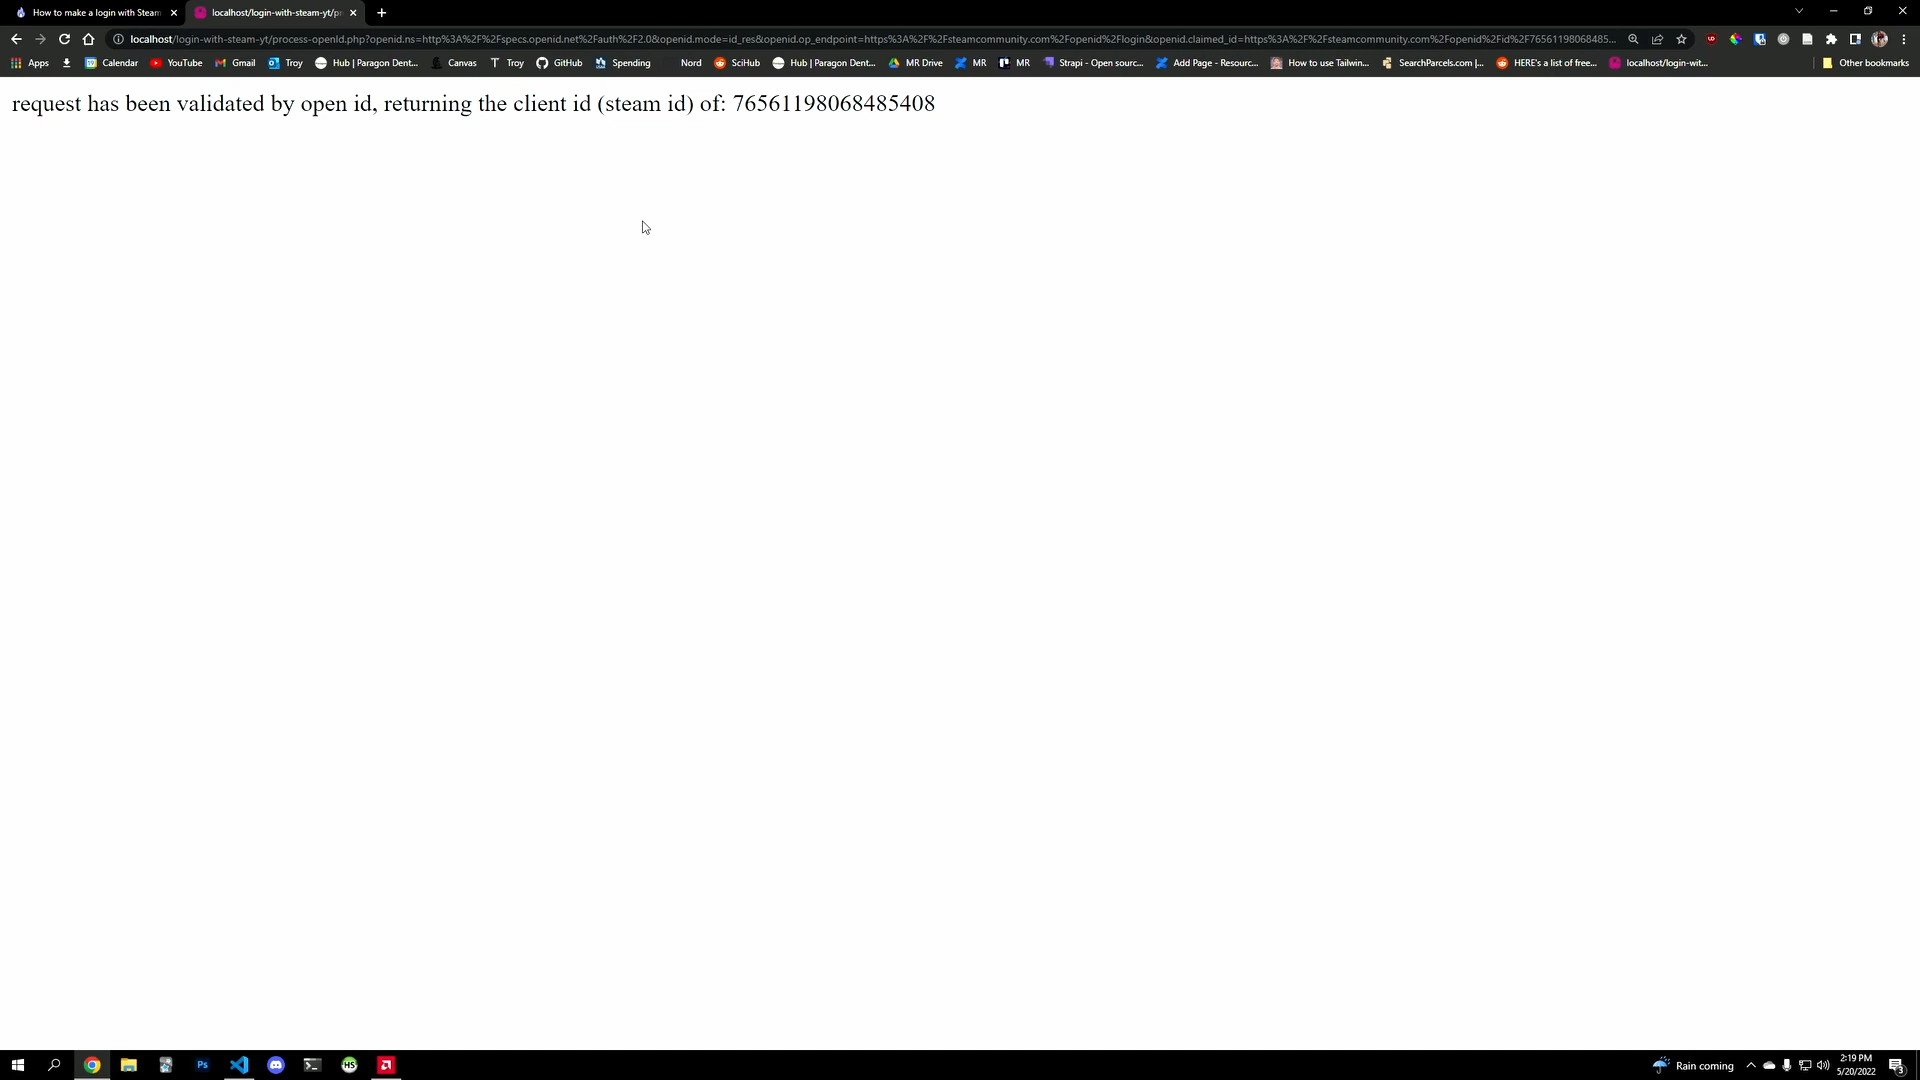 How to make a login with Steam
localhost/login-with-steam-yt/pr
localhost/login-with-steam-yt/process-openId.php?openid.ns=http%3A%2F%2Fspecs.openid.net%2Fauth%2F2.0&openid.mode=id_res&openid.op_endpoint=https%3A%2F%2Fsteamcommunity.com%2Fopenid%2Flogin&openid.claimed_id=https%3A%2F%2Fsteamcommunity.com%2Fopenid%2Fid%2F76561198068485...
Apps Calendar YouTube Gmail Troy Hub | Paragon Dent... Canvas T Troy GitHub Spending Nord SciHub Hub | Paragon Dent... MR Drive MR MR Strapi - Open sourc... Add Page - Resourc... How to use Tailwin... SearchParcels.com |... HERE's a list of free... localhost/login-wit... Other bookmarks
request has been validated by open id, returning the client id (steam id) of: 76561198068485408
Ps
HS
Rain coming
2:19 PM
5/20/2022
3